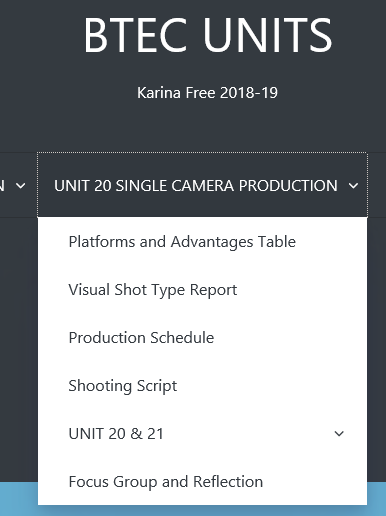 BTEC UNITS
Karina Free 2018-19
N UNIT 20 SINGLE CAMERA PRODUCTION
Platforms and Advantages Table
Visual Shot Type Report
Production Schedule
Shooting Script
UNIT 20 & 21
Focus Group and Reflection